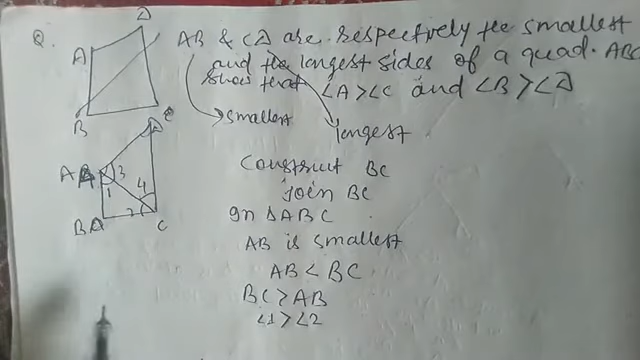 Q. AB & CD are respectively the smallest
and the longest sides of a quad. ABC
show that ∠A > ∠C and ∠B > ∠D
smallest
longest
A D
B C
D
A 3
1 4
2
B C
Construct BC
join BC
In ΔABC
AB is smallest
AB < BC
BC > AB
∠1 > ∠2